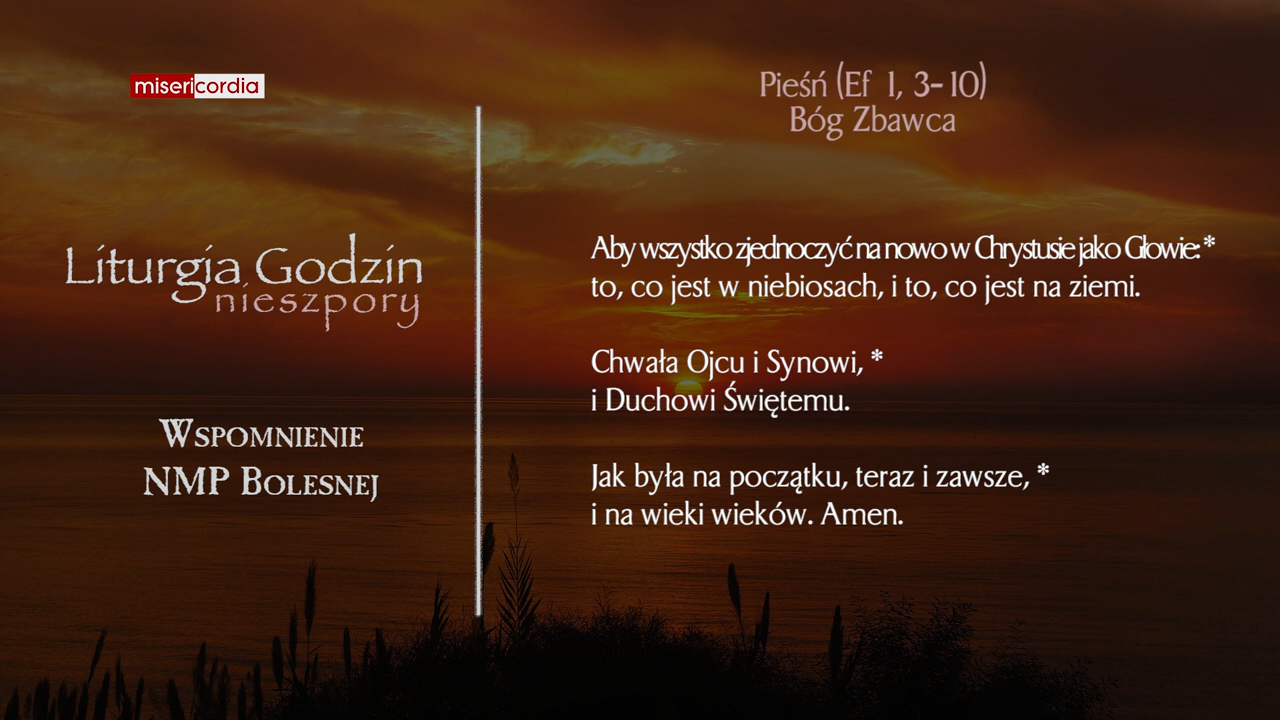 misericordia
Liturgia Godzin
nieszpory
Wspomnienie
NMP Bolesnej
Pieśń (Ef 1, 3-10)
Bóg Zbawca
Aby wszystko zjednoczyć na nowo w Chrystusie jako Głowie: *
to, co jest w niebiosach, i to, co jest na ziemi.
Chwała Ojcu i Synowi, *
i Duchowi Świętemu.
Jak była na początku, teraz i zawsze, *
i na wieki wieków. Amen.